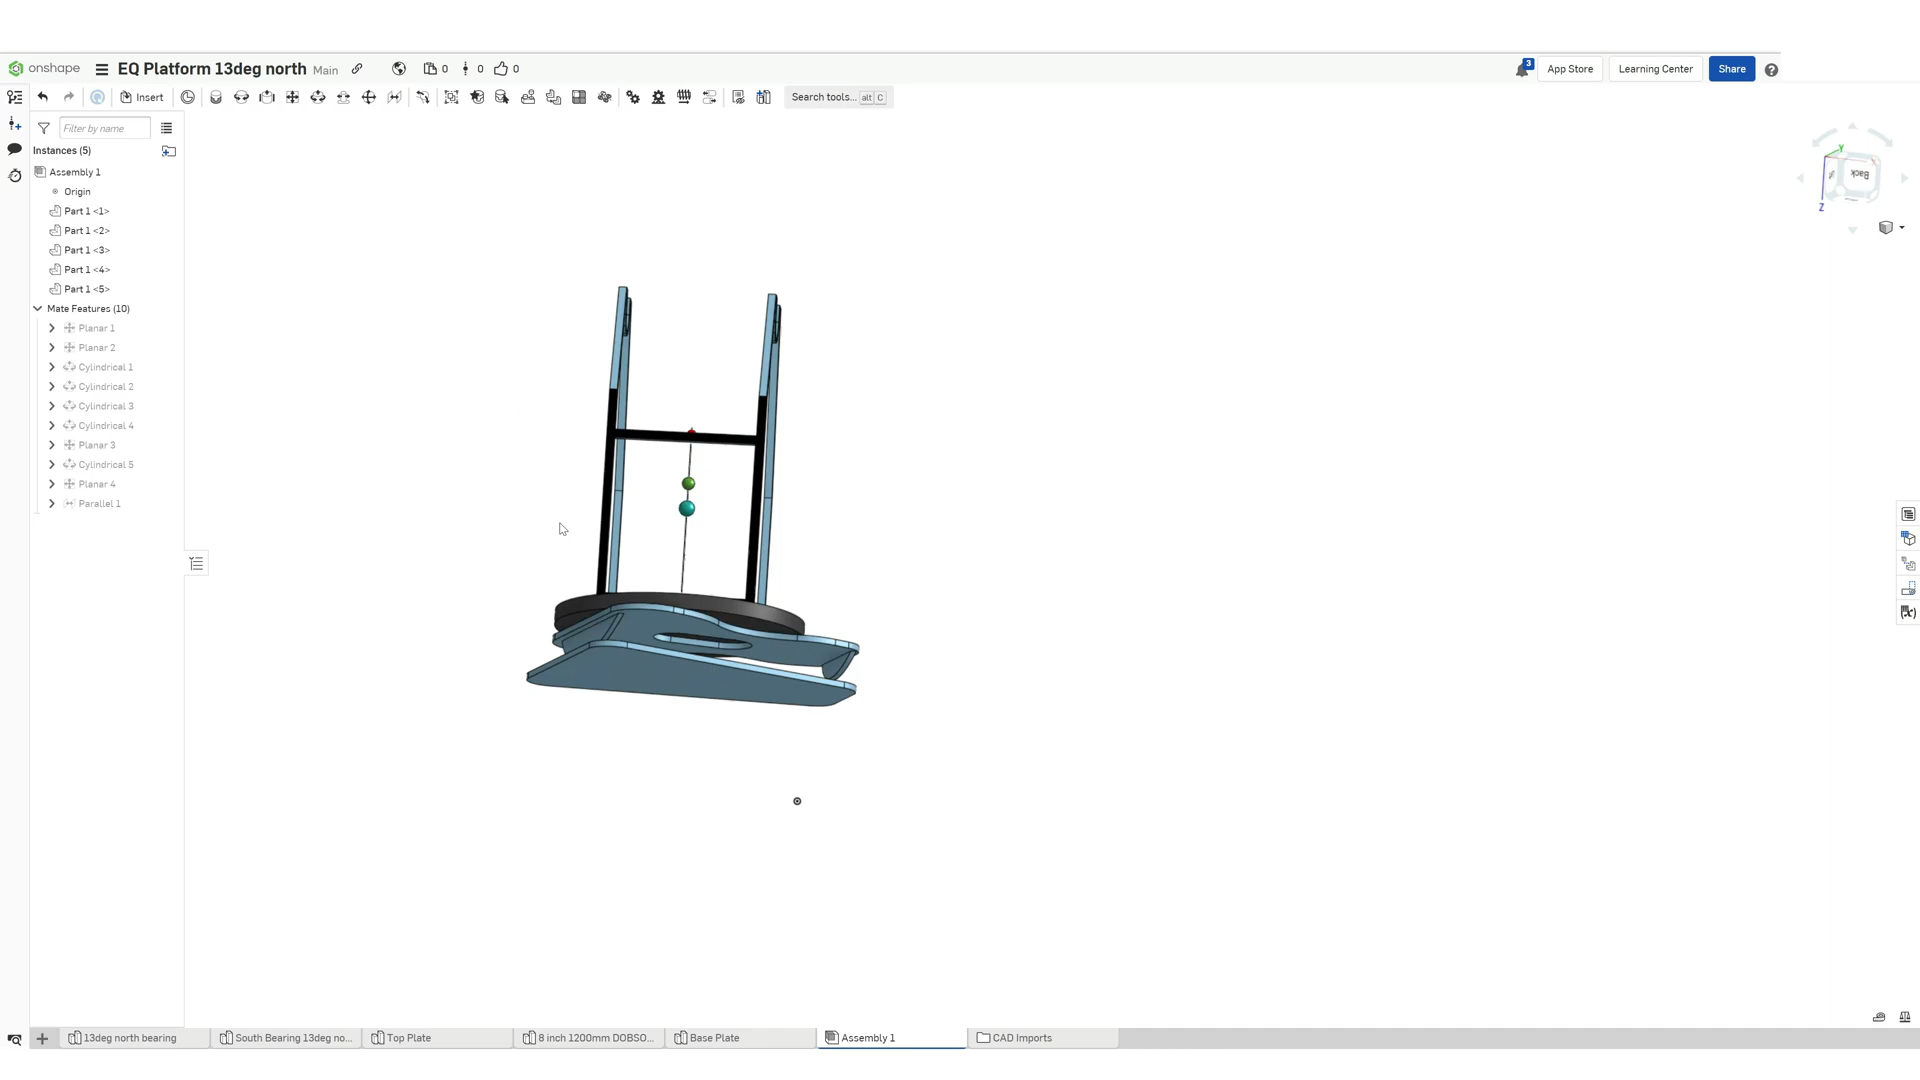 onshape
EQ Platform 13deg north Main
0
0
0
3
App Store
Learning Center
Share
Insert
Search tools... alt C
Filter by name
Instances (5)
Assembly 1
Origin
Part 1 <1>
Part 1 <2>
Part 1 <3>
Part 1 <4>
Part 1 <5>
Mate Features (10)
Planar 1
Planar 2
Cylindrical 1
Cylindrical 2
Cylindrical 3
Cylindrical 4
Planar 3
Cylindrical 5
Planar 4
Parallel 1
Y
Back
Z
13deg north bearing
South Bearing 13deg no...
Top Plate
8 inch 1200mm DOBSO...
Base Plate
Assembly 1
CAD Imports